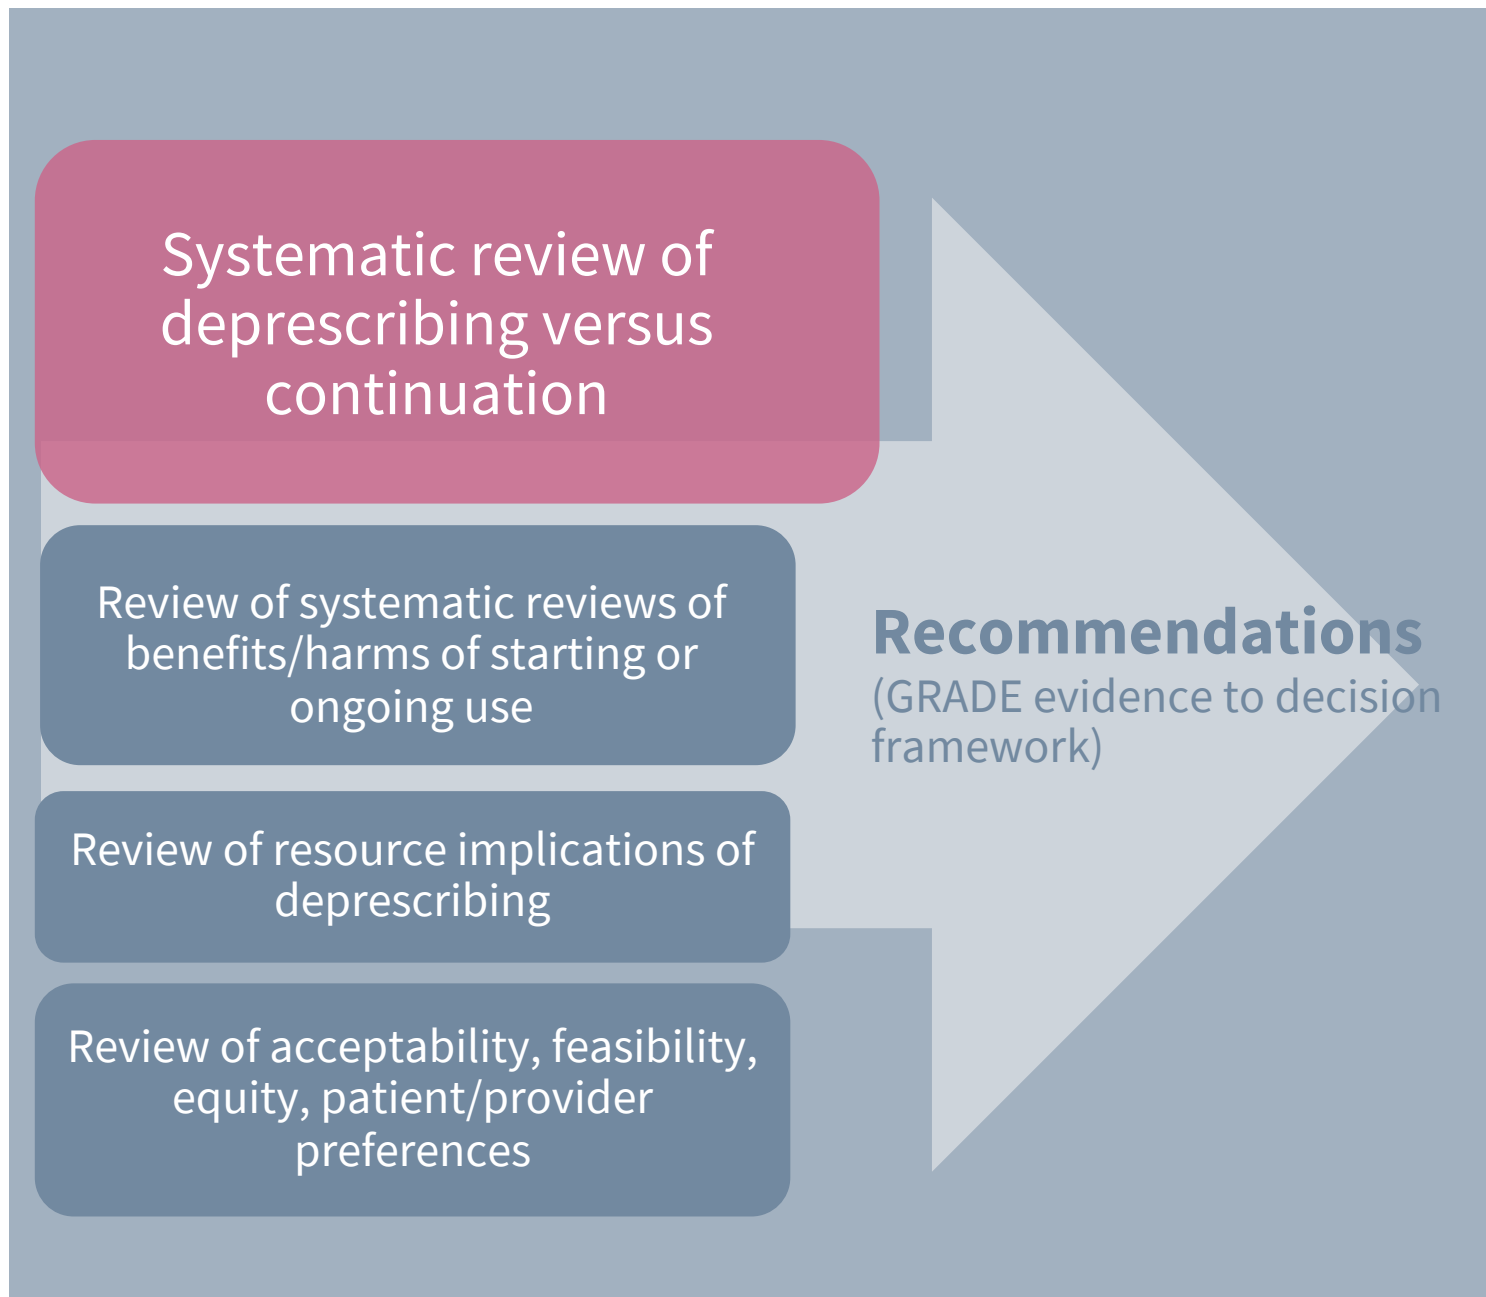 Systematic review of
deprescribing versus
continuation
Review of systematic reviews of
benefits/harms of starting or
ongoing use
Review of resource implications of
deprescribing
Review of acceptability, feasibility,
equity, patient/provider
preferences
Recommendations
(GRADE evidence to decision
framework)